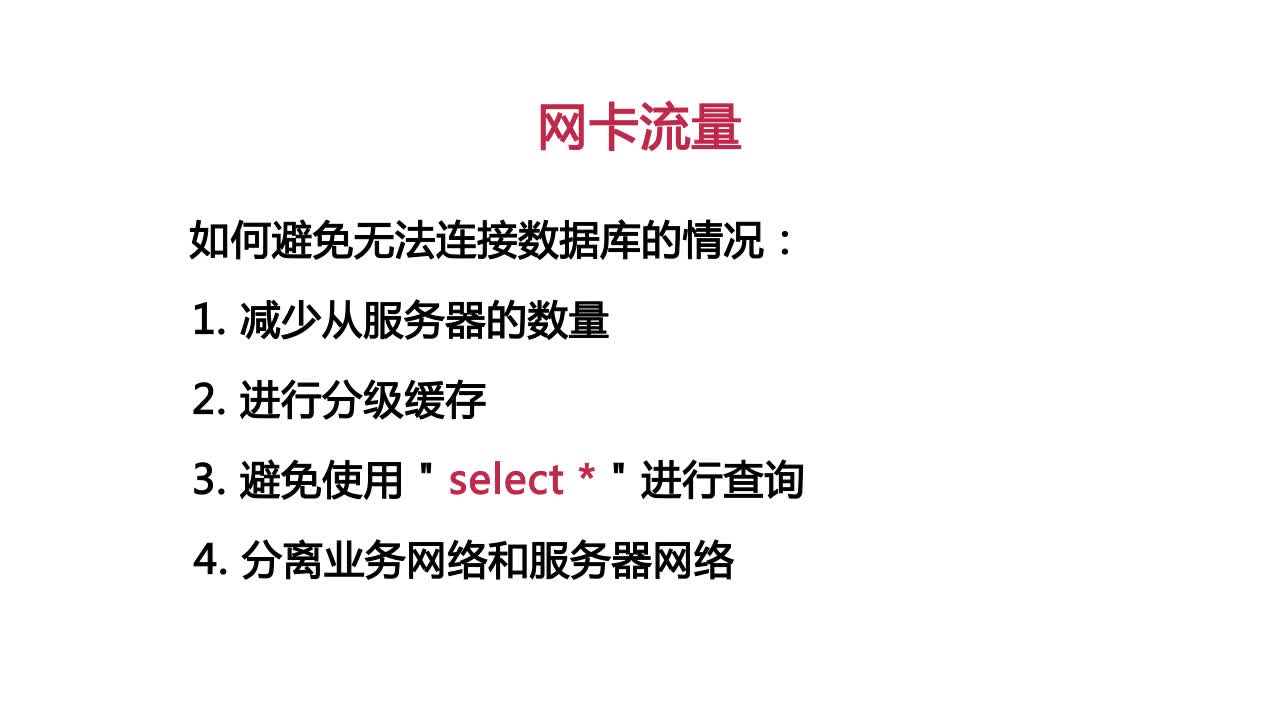 网卡流量
如何避免无法连接数据库的情况：
1. 减少从服务器的数量
2. 进行分级缓存
3. 避免使用"select *"进行查询
4. 分离业务网络和服务器网络